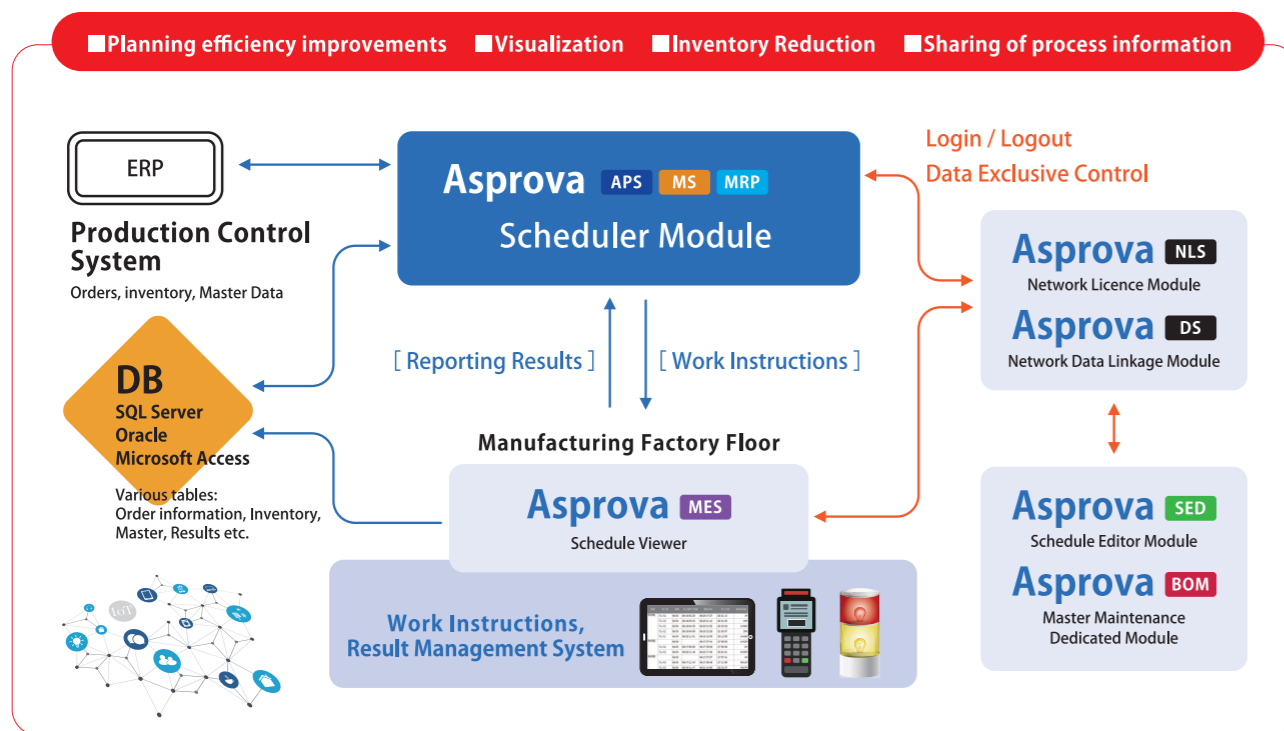 ■Planning efficiency improvements ■Visualization ■Inventory Reduction ■Sharing of process information
ERP
Production Control
System
Orders, inventory, Master Data
Asprova APS MS MRP
Scheduler Module
Login / Logout
Data Exclusive Control
Asprova NLS
Network Licence Module
Asprova DS
Network Data Linkage Module
DB
SQL Server
Oracle
Microsoft Access
Various tables:
Order information, Inventory,
Master, Results etc.
[ Reporting Results ]
[ Work Instructions ]
Manufacturing Factory Floor
Asprova MES
Schedule Viewer
Asprova SED
Schedule Editor Module
Asprova BOM
Master Maintenance
Dedicated Module
IoT
Work Instructions,
Result Management System